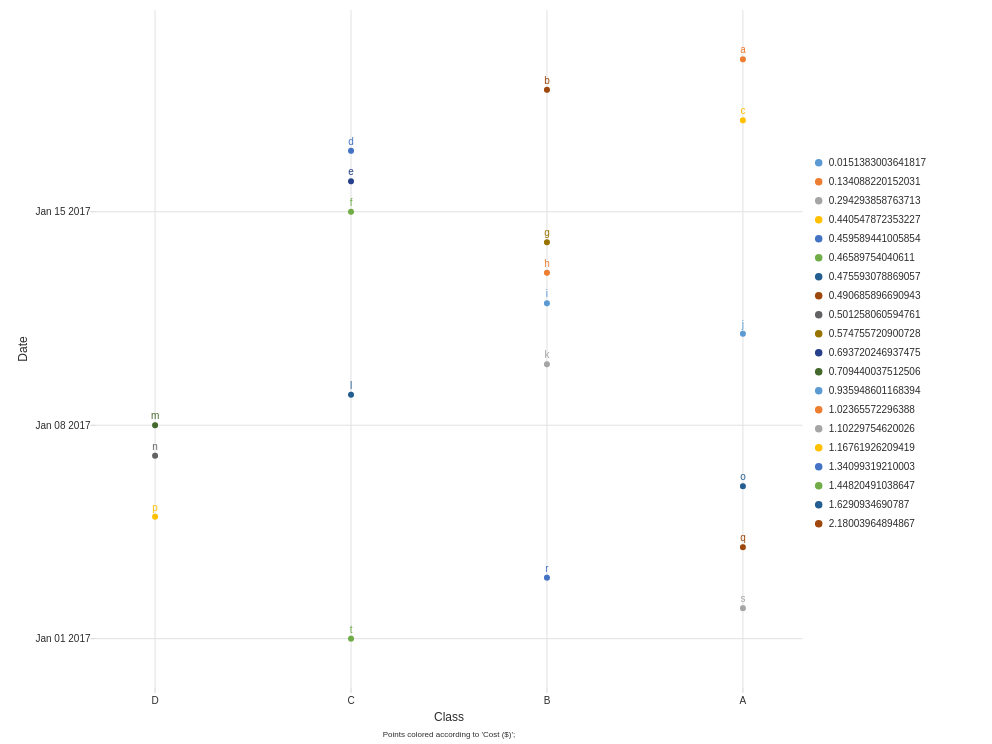 a
b
c
d
e
Jan 15 2017
f
g
h
i
j
k
l
Jan 08 2017
m
n
o
p
q
r
s
Jan 01 2017
t
Date
D C B A
Class
Points colored according to 'Cost ($)';
0.0151383003641817
0.134088220152031
0.294293858763713
0.440547872353227
0.459589441005854
0.46589754040611
0.475593078869057
0.490685896690943
0.501258060594761
0.574755720900728
0.693720246937475
0.709440037512506
0.935948601168394
1.02365572296388
1.10229754620026
1.16761926209419
1.34099319210003
1.44820491038647
1.6290934690787
2.18003964894867